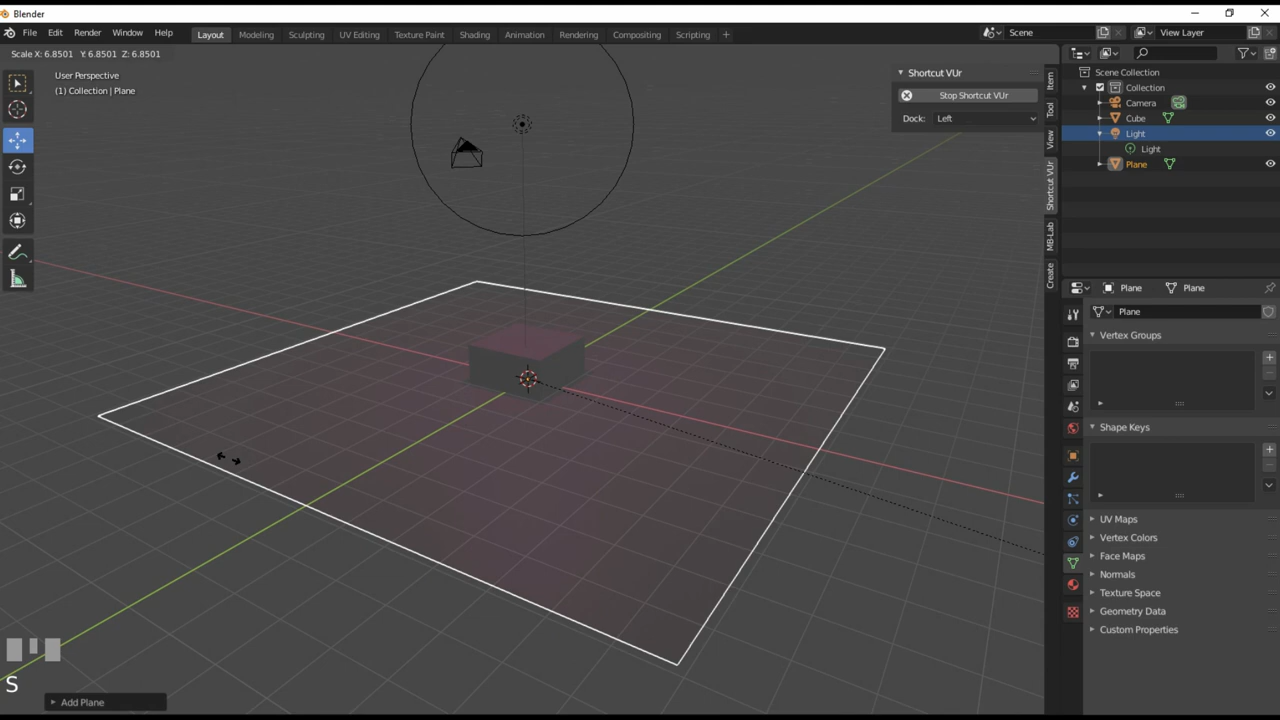 Blender
File Edit Render Window Help
Layout Modeling Sculpting UV Editing Texture Paint Shading Animation Rendering Compositing Scripting +
Scene
View Layer
Scale X: 6.8501 Y: 6.8501 Z: 6.8501
User Perspective
(1) Collection | Plane
Shortcut VUr
Stop Shortcut VUr
Dock: Left
Item
Tool
View
Shortcut VUr
MB-Lab
Create
Scene Collection
Collection
Camera
Cube
Light
Light
Plane
Plane Plane
Plane
Vertex Groups
Shape Keys
UV Maps
Vertex Colors
Face Maps
Normals
Texture Space
Geometry Data
Custom Properties
S
Add Plane